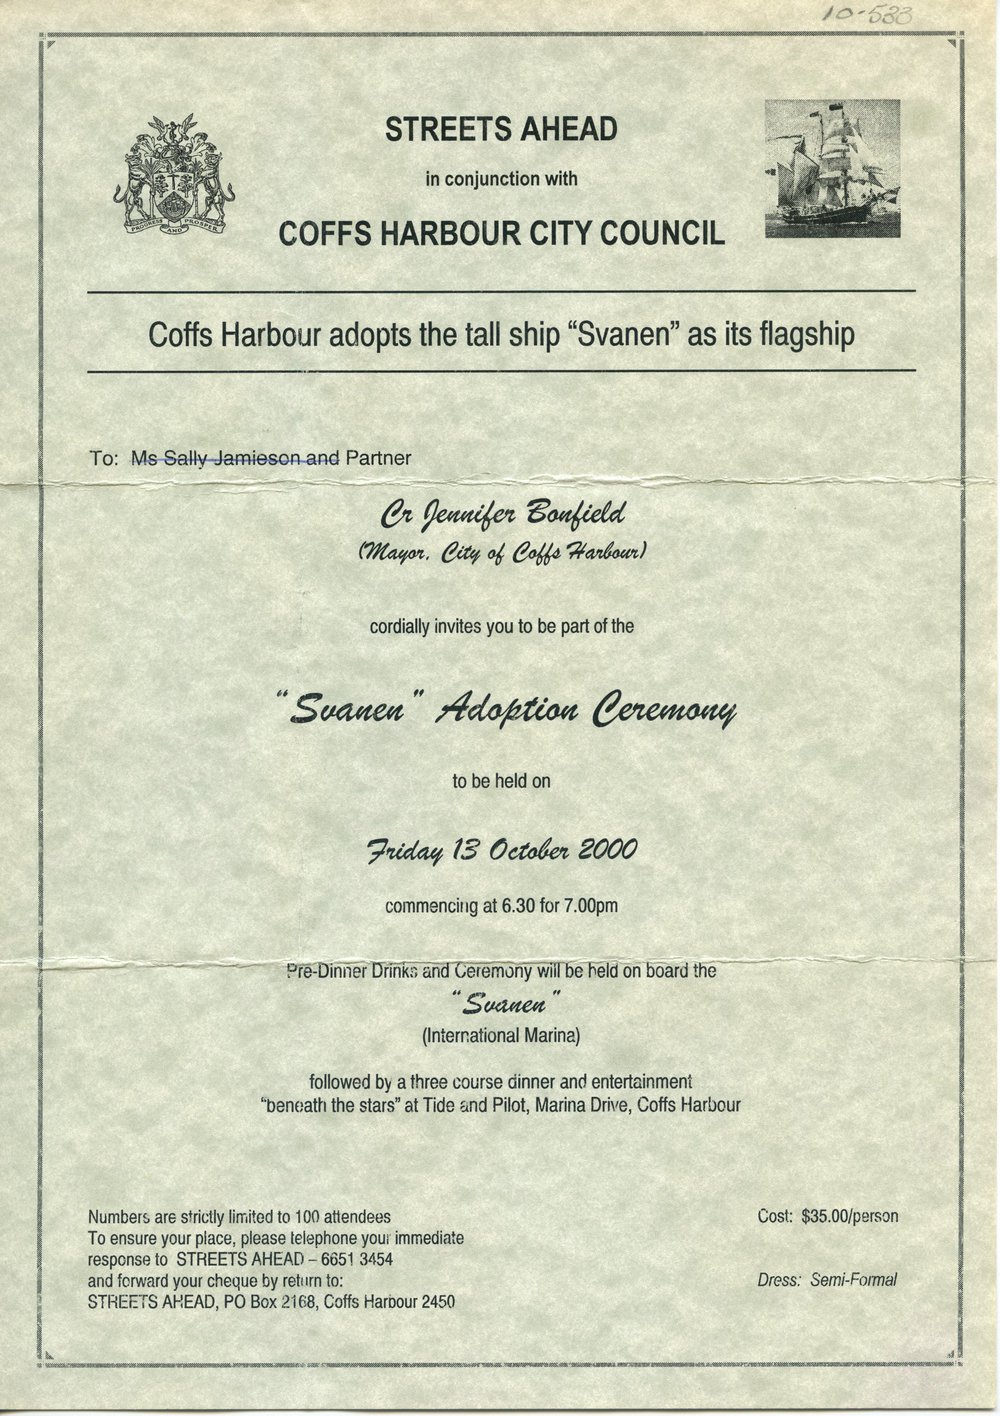 10-533
STREETS AHEAD
in conjunction with
COFFS HARBOUR CITY COUNCIL
PROGRESS AND PROSPER
Coffs Harbour adopts the tall ship “Svanen” as its flagship
To: Ms Sally Jamieson and Partner
Cr Jennifer Bonfield
(Mayor, City of Coffs Harbour)
cordially invites you to be part of the
“Svanen” Adoption Ceremony
to be held on
Friday 13 October 2000
commencing at 6.30 for 7.00pm
Pre-Dinner Drinks and Ceremony will be held on board the
“Svanen”
(International Marina)
followed by a three course dinner and entertainment
“beneath the stars” at Tide and Pilot, Marina Drive, Coffs Harbour
Numbers are strictly limited to 100 attendees
To ensure your place, please telephone your immediate
response to STREETS AHEAD – 6651 3454
and forward your cheque by return to:
STREETS AHEAD, PO Box 2168, Coffs Harbour 2450
Cost: $35.00/person
Dress: Semi-Formal